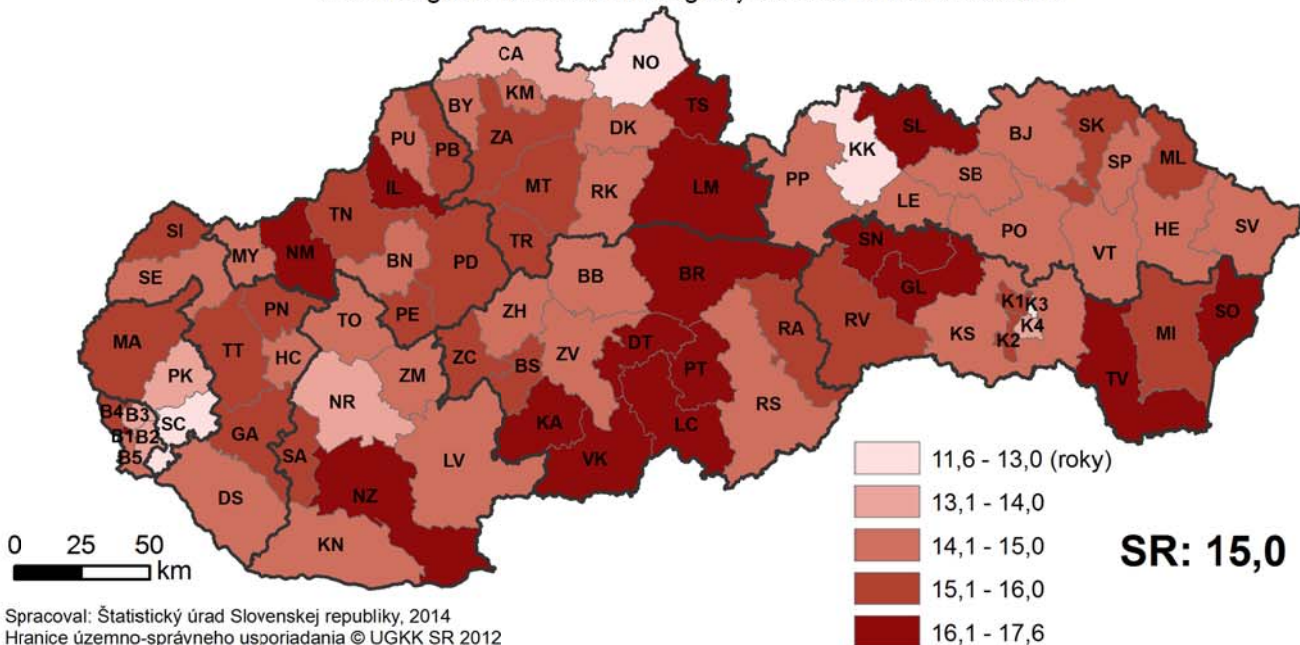 CA
NO
KM
BY
TS
PU
PB
ZA
DK
SL
KK
BJ
SK
SP
ML
IL
MT
RK
LM
PP
SB
LE
SI
TN
NM
MY
BN
PD
TR
BB
BR
SN
GL
PO
VT
HE
SV
SE
MA
PN
TO
PE
ZH
RA
RV
KS
K1
K3
K4
K2
MI
SO
TT
HC
ZC
BS
ZV
DT
PT
TV
PK
NR
ZM
RS
B4
B3
SC
B1
B2
B5
GA
SA
LV
KA
LC
VK
DS
NZ
KN
0 25 50
km
11,6 - 13,0 (roky)
13,1 - 14,0
14,1 - 15,0
15,1 - 16,0
16,1 - 17,6
SR: 15,0
Spracoval: Štatistický úrad Slovenskej republiky, 2014
Hranice územno-správneho usporiadania © UGKK SR 2012